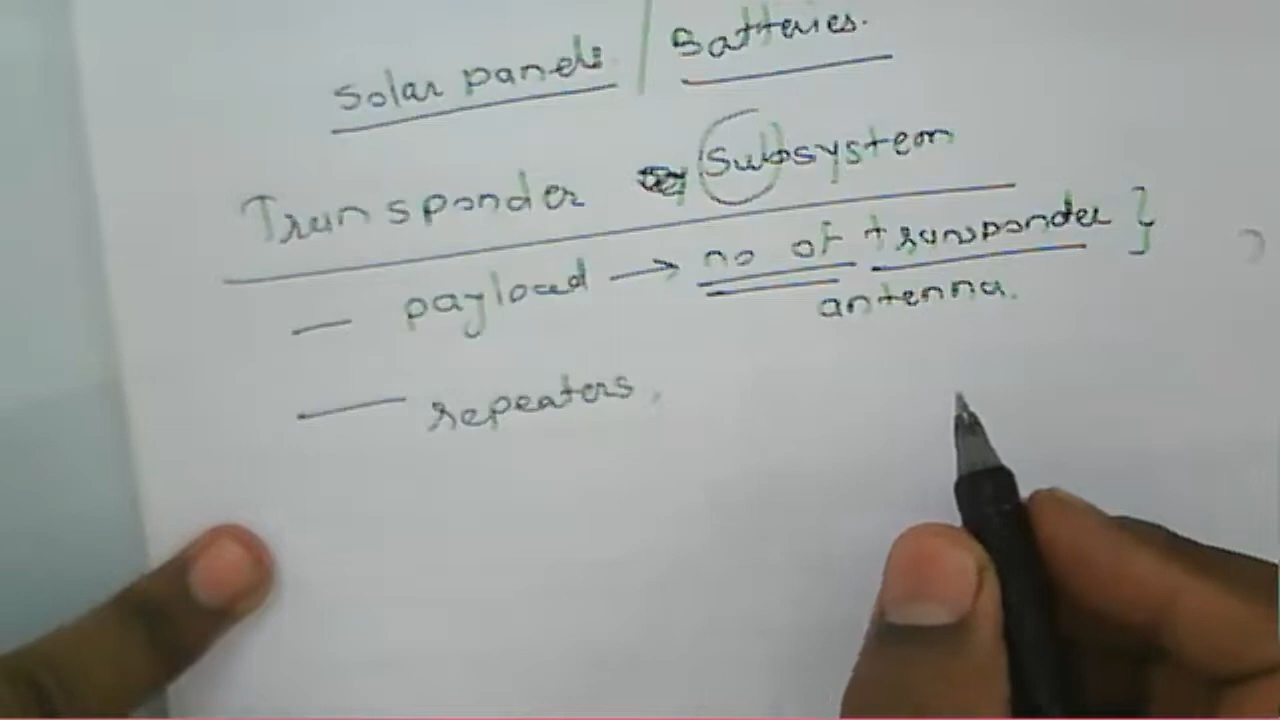 Solar panels / Batteries.
Transponder Subsystem
— payload → no of transponder }
antenna.
— repeaters.